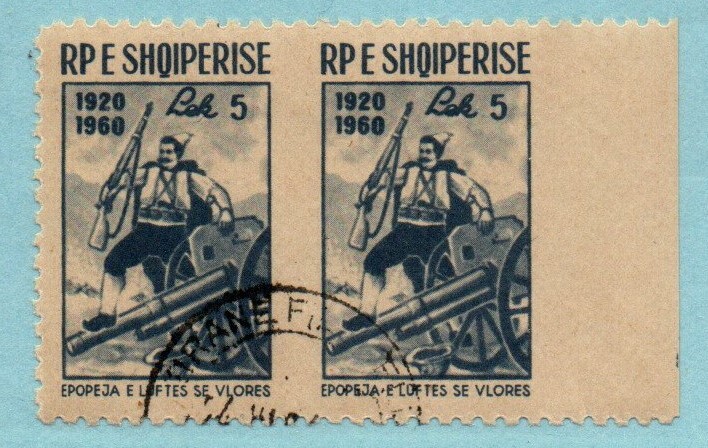 RP E SHQIPERISE
1920
1960
Lek 5
EPOPEJA E LUFTES SE VLORES
RP E SHQIPERISE
1920
1960
Lek 5
EPOPEJA E LUFTES SE VLORES